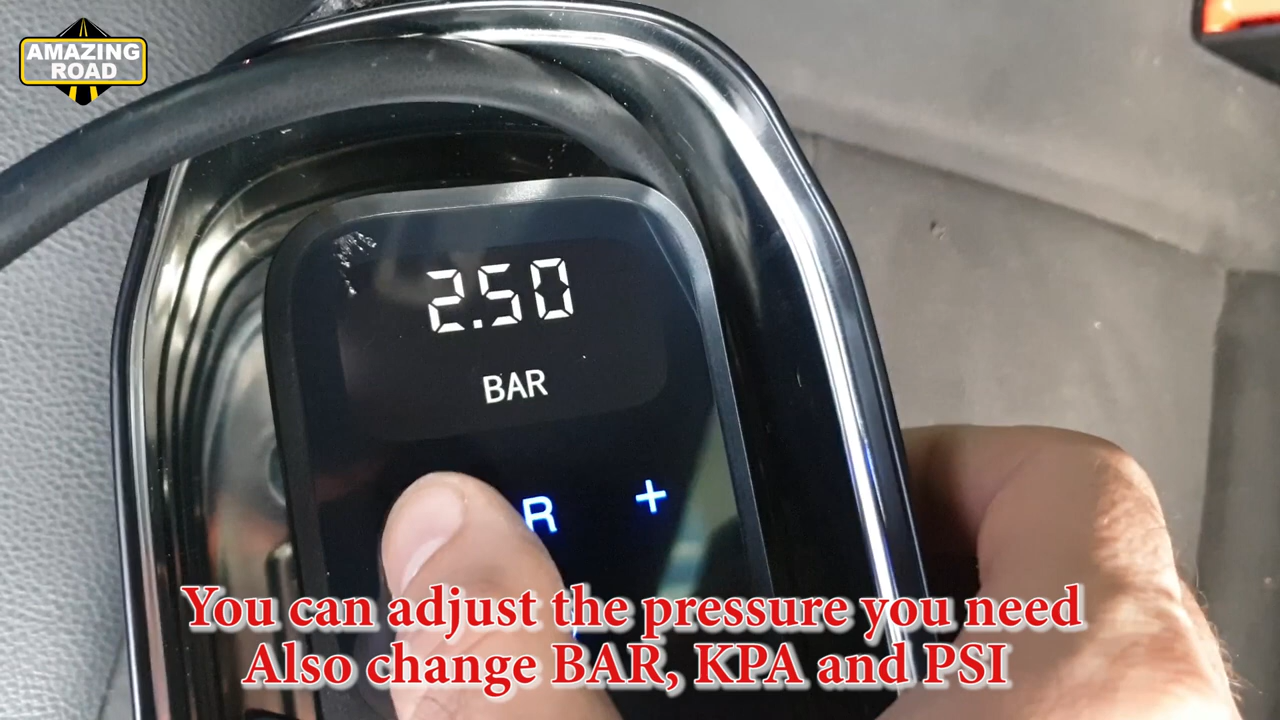 AMAZING
ROAD
2.50
BAR
R +
You can adjust the pressure you need
Also change BAR, KPA and PSI